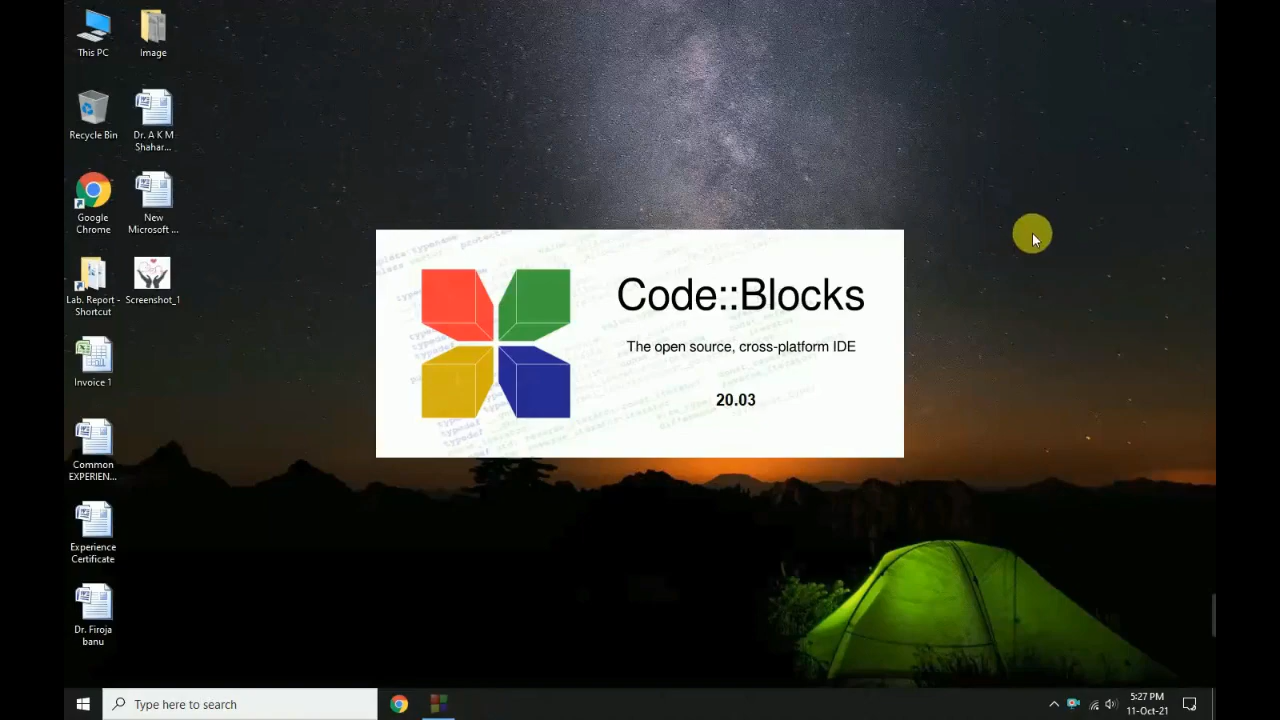 This PC
Image
Recycle Bin
Dr. A K M
Shahar...
Google
Chrome
New
Microsoft ...
Lab. Report -
Shortcut
Screenshot_1
Invoice 1
Common
EXPERIEN...
Experience
Certificate
Dr. Firoja
banu
Code::Blocks
The open source, cross-platform IDE
20.03
Type here to search
5:27 PM
11-Oct-21